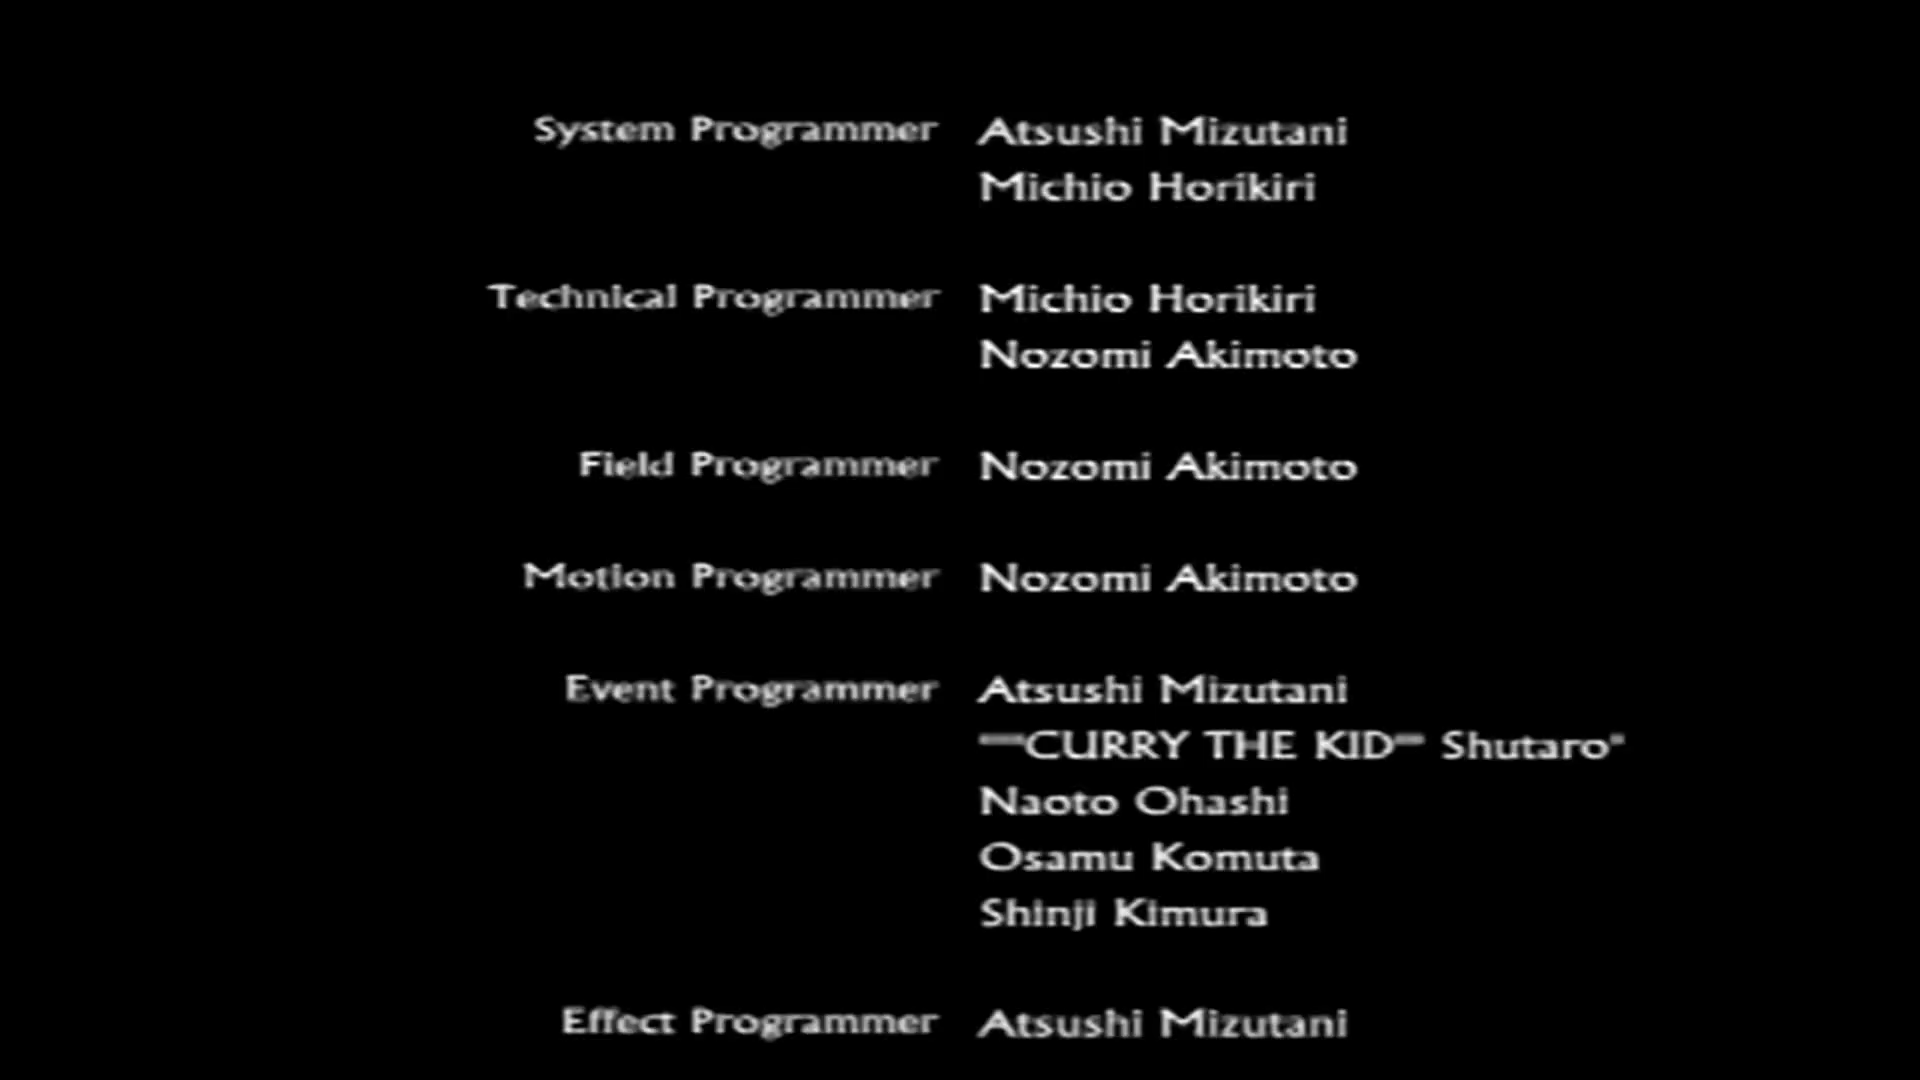 System Programmer Atsushi Mizutani
Michio Horikiri
Technical Programmer Michio Horikiri
Nozomi Akimoto
Field Programmer Nozomi Akimoto
Motion Programmer Nozomi Akimoto
Event Programmer Atsushi Mizutani
""CURRY THE KID"" Shutaro"
Naoto Ohashi
Osamu Komuta
Shinji Kimura
Effect Programmer Atsushi Mizutani